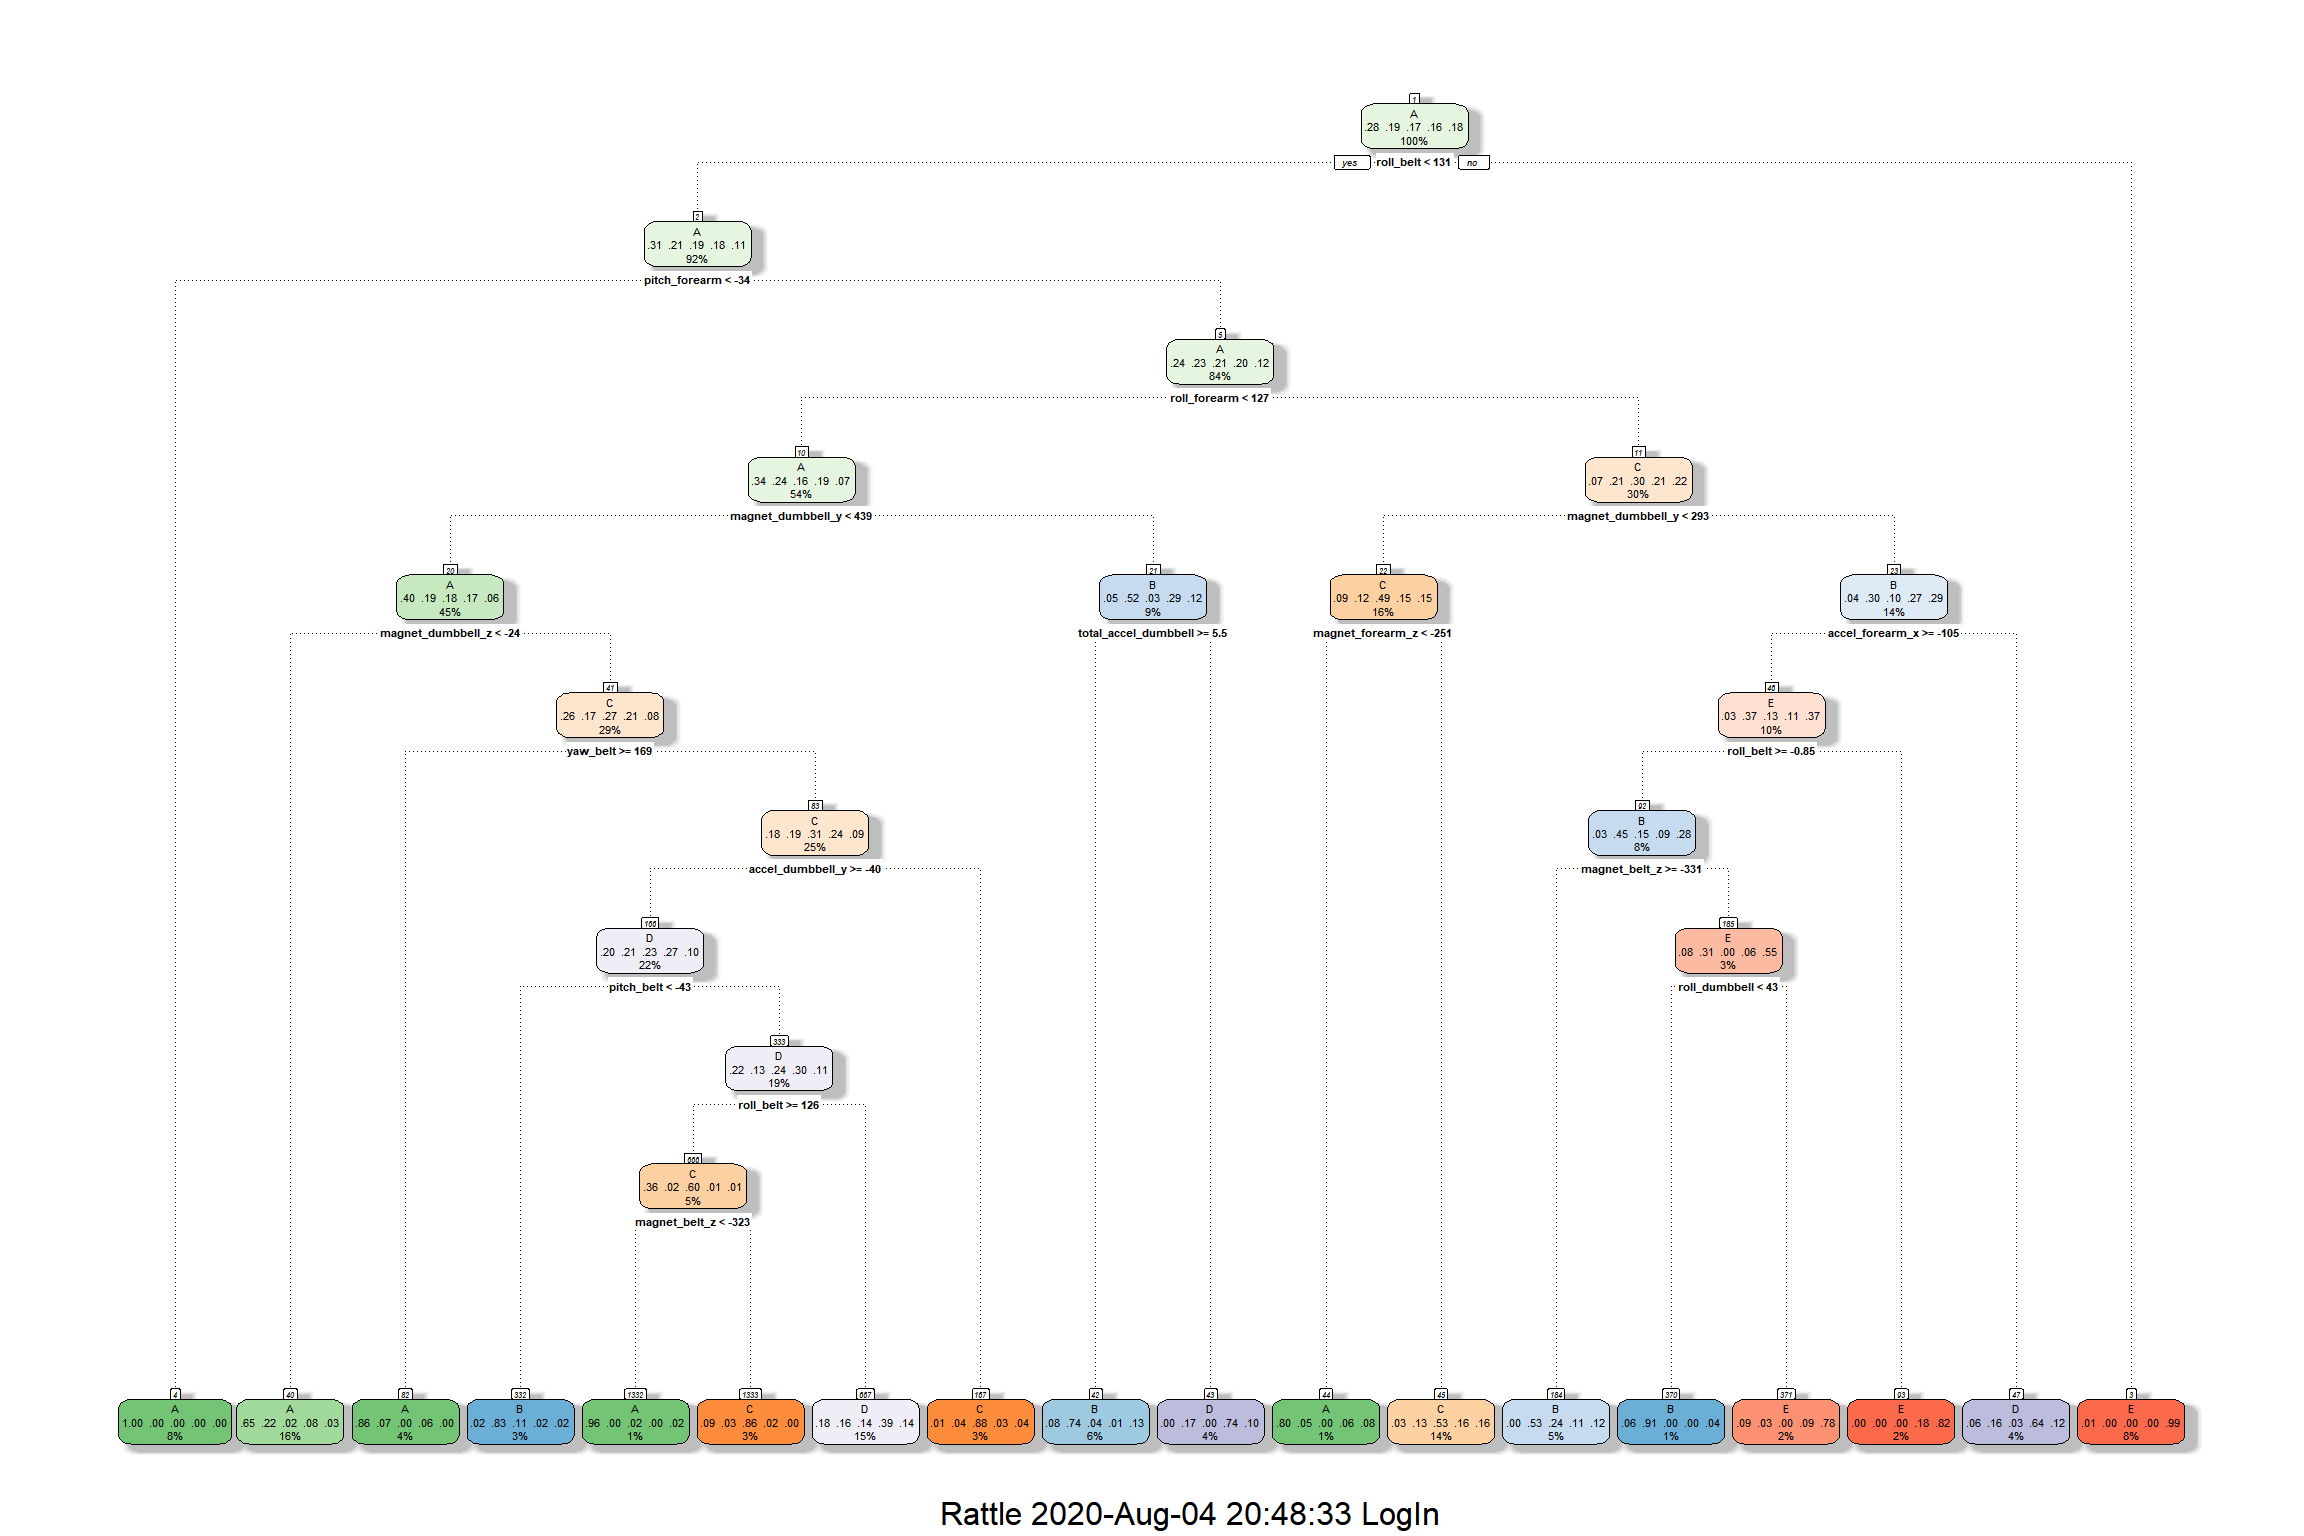 1
A
.28 .19 .17 .16 .18
100%
yes roll_belt < 131 no
2
A
.31 .21 .19 .18 .11
92%
pitch_forearm < -34
5
A
.24 .23 .21 .20 .12
84%
roll_forearm < 127
10
A
.34 .24 .16 .19 .07
54%
magnet_dumbbell_y < 439
11
C
.07 .21 .30 .21 .22
30%
magnet_dumbbell_y < 293
20
A
.40 .19 .18 .17 .06
45%
magnet_dumbbell_z < -24
21
B
.05 .52 .03 .29 .12
9%
total_accel_dumbbell >= 5.5
22
C
.09 .12 .49 .15 .15
16%
magnet_forearm_z < -251
23
B
.04 .30 .10 .27 .29
14%
accel_forearm_x >= -105
41
C
.26 .17 .27 .21 .08
29%
yaw_belt >= 169
46
E
.03 .37 .13 .11 .37
10%
roll_belt >= -0.85
83
C
.18 .19 .31 .24 .09
25%
accel_dumbbell_y >= -40
92
B
.03 .45 .15 .09 .28
8%
magnet_belt_z >= -331
166
D
.20 .21 .23 .27 .10
22%
pitch_belt < -43
185
E
.08 .31 .00 .06 .55
3%
roll_dumbbell < 43
333
D
.22 .13 .24 .30 .11
19%
roll_belt >= 126
666
C
.36 .02 .60 .01 .01
5%
magnet_belt_z < -323
4
A
1.00 .00 .00 .00 .00
8%
40
A
.65 .22 .02 .08 .03
16%
82
A
.86 .07 .00 .06 .00
4%
332
B
.02 .83 .11 .02 .02
3%
1332
A
.96 .00 .02 .00 .02
1%
1333
C
.09 .03 .86 .02 .00
3%
667
D
.18 .16 .14 .39 .14
15%
167
C
.01 .04 .88 .03 .04
3%
42
B
.08 .74 .04 .01 .13
6%
43
D
.00 .17 .00 .74 .10
4%
44
A
.80 .05 .00 .06 .08
1%
45
C
.03 .13 .53 .16 .16
14%
184
B
.00 .53 .24 .11 .12
5%
370
B
.06 .91 .00 .00 .04
1%
371
E
.09 .03 .00 .09 .78
2%
93
E
.00 .00 .00 .18 .82
2%
47
D
.06 .16 .03 .64 .12
4%
3
E
.01 .00 .00 .00 .99
8%
Rattle 2020-Aug-04 20:48:33 LogIn